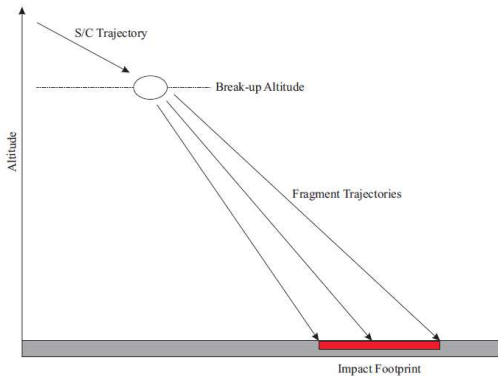 S/C Trajectory
Break-up Altitude
Altitude
Fragment Trajectories
Impact Footprint